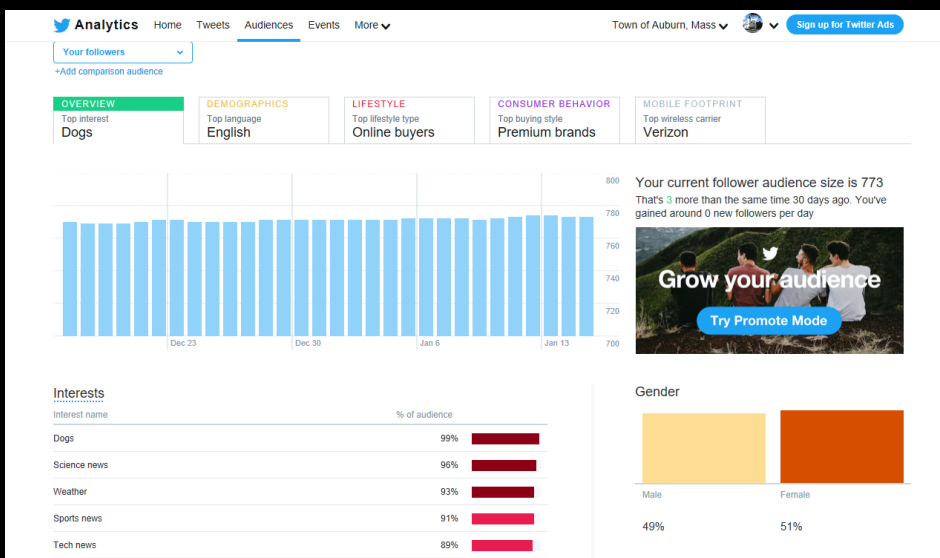 Analytics Home Tweets Audiences Events More Town of Auburn, Mass Sign up for Twitter Ads
Your followers
+Add comparison audience
OVERVIEW
Top interest
Dogs
DEMOGRAPHICS
Top language
English
LIFESTYLE
Top lifestyle type
Online buyers
CONSUMER BEHAVIOR
Top buying style
Premium brands
MOBILE FOOTPRINT
Top wireless carrier
Verizon
800
780
760
740
720
700
Dec 23 Dec 30 Jan 6 Jan 13
Your current follower audience size is 773
That's 3 more than the same time 30 days ago. You've
gained around 0 new followers per day
Grow your audience
Try Promote Mode
Interests
Interest name % of audience
Dogs 99%
Science news 96%
Weather 93%
Sports news 91%
Tech news 89%
Gender
Male Female
49% 51%